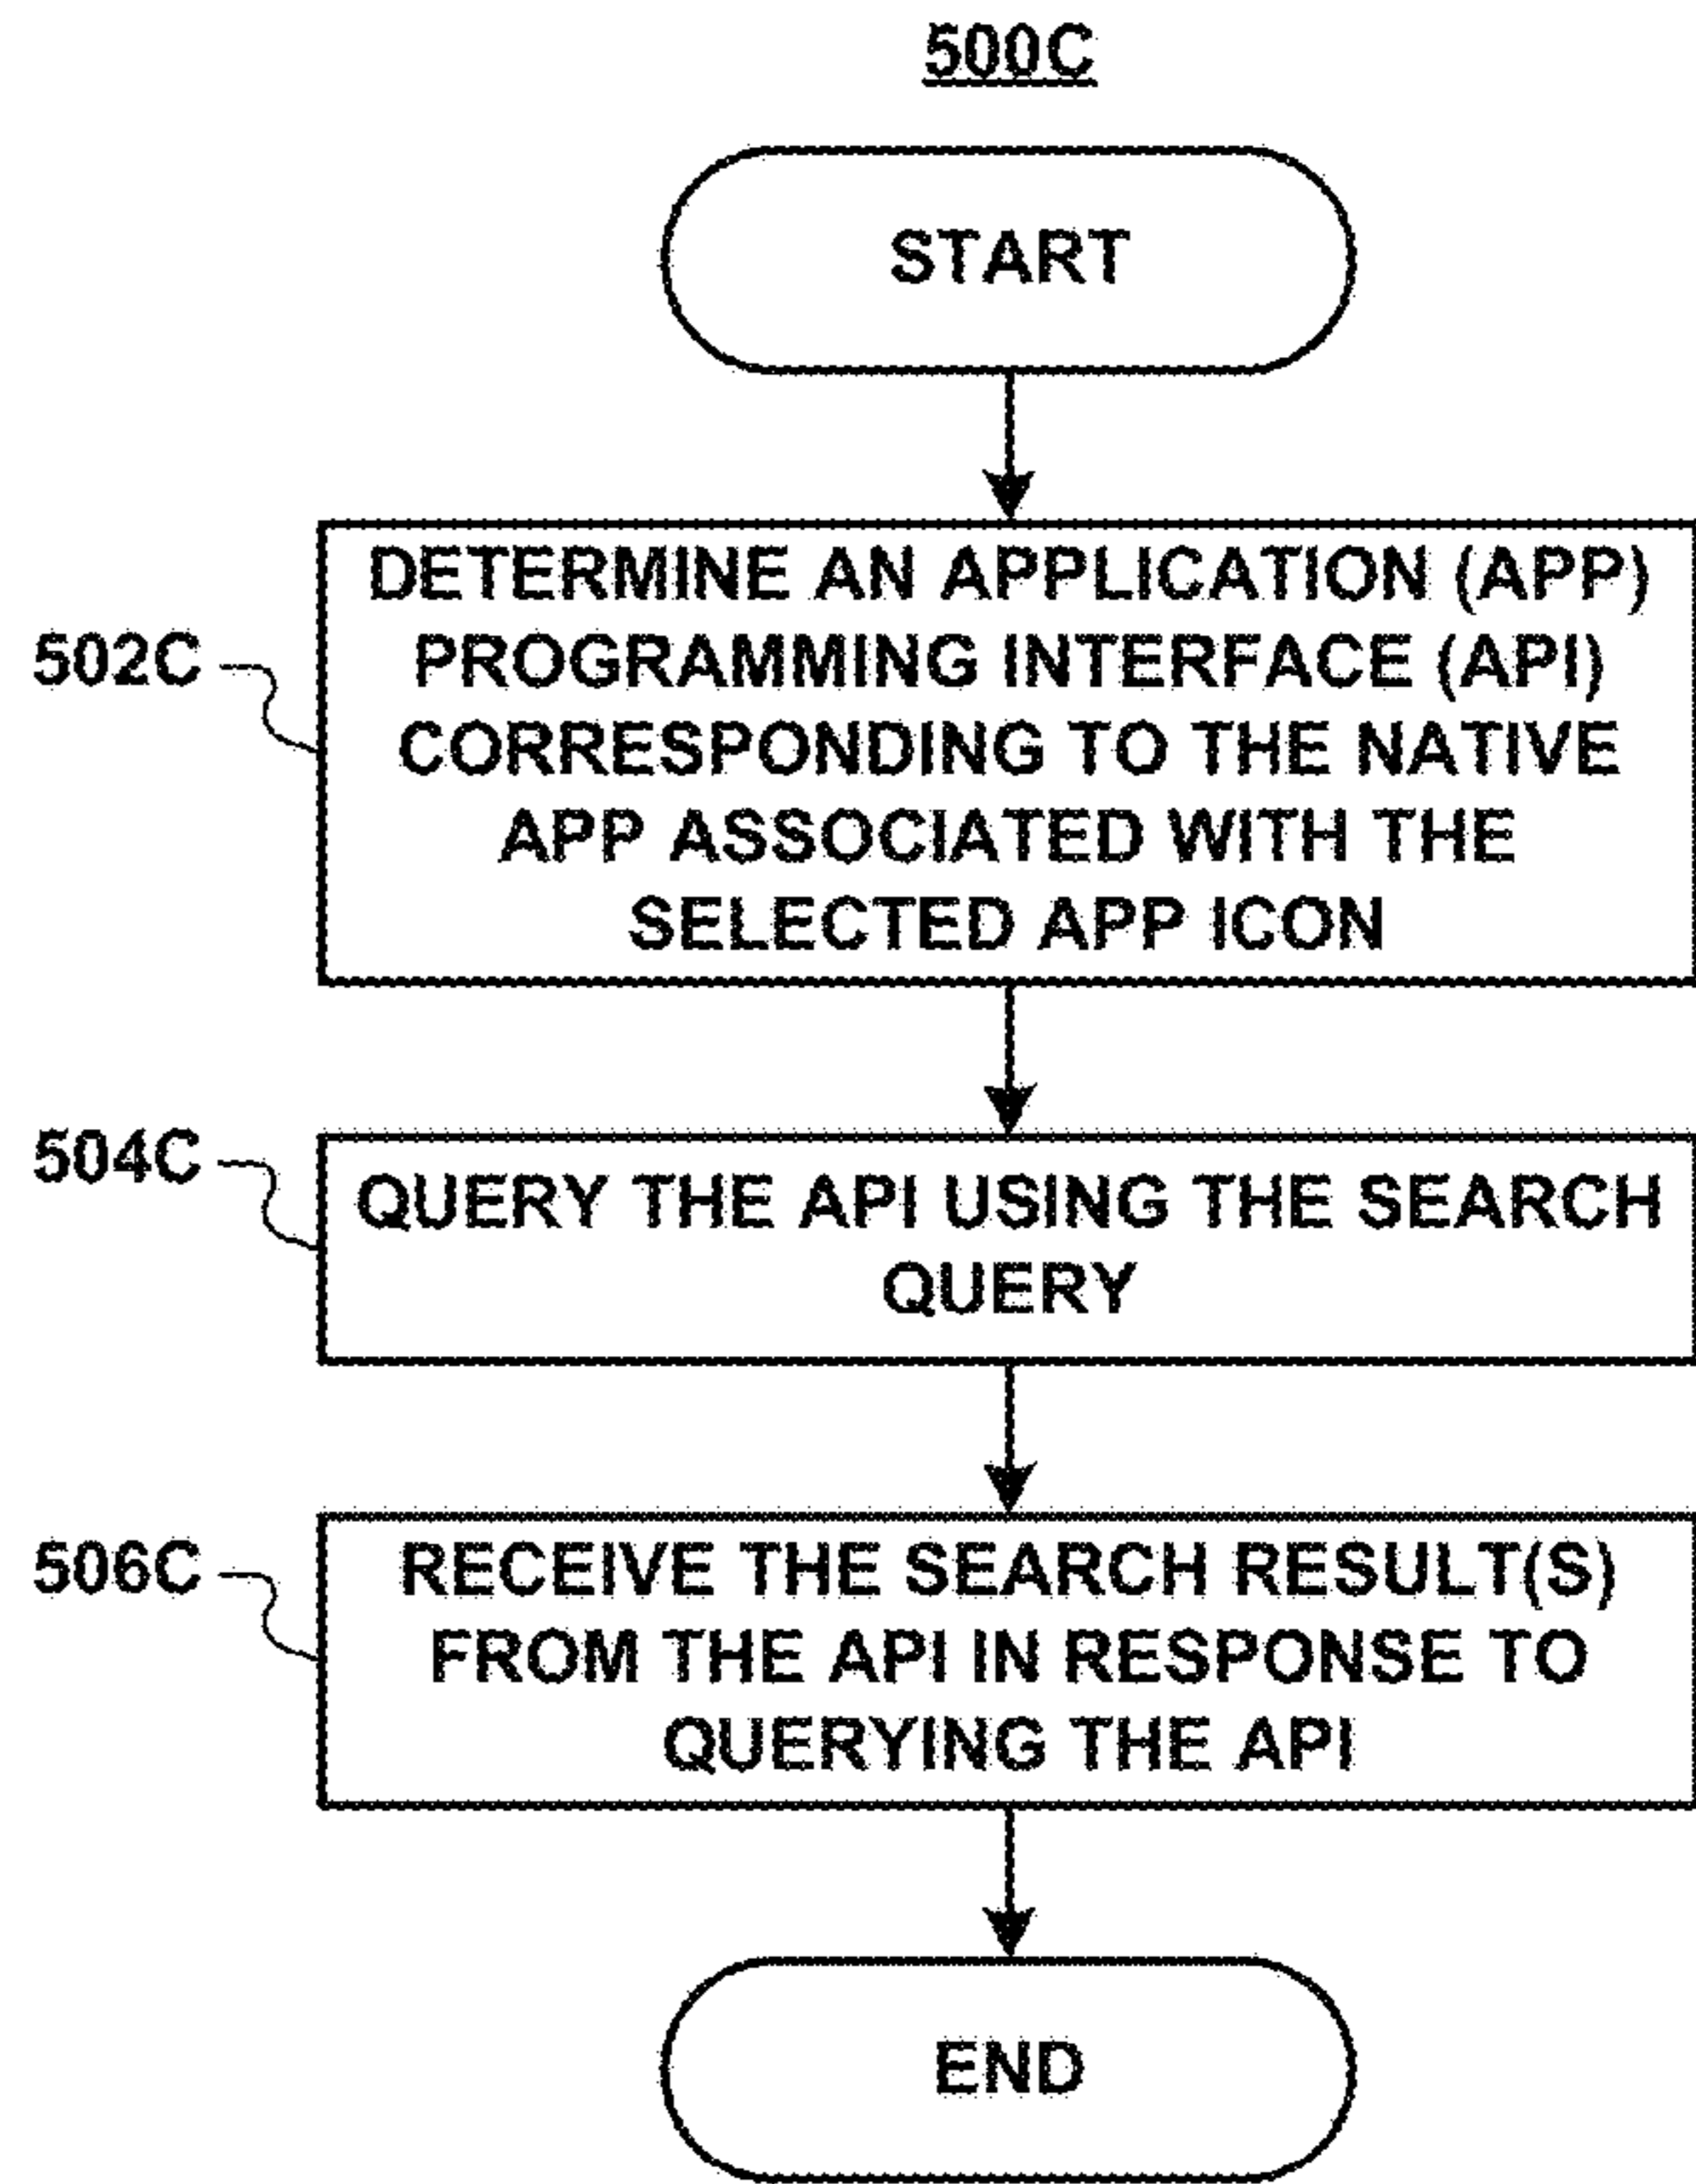 500C
START
502C
DETERMINE AN APPLICATION (APP)
PROGRAMMING INTERFACE (API)
CORRESPONDING TO THE NATIVE
APP ASSOCIATED WITH THE
SELECTED APP ICON
504C
QUERY THE API USING THE SEARCH
QUERY
506C
RECEIVE THE SEARCH RESULT(S)
FROM THE API IN RESPONSE TO
QUERYING THE API
END